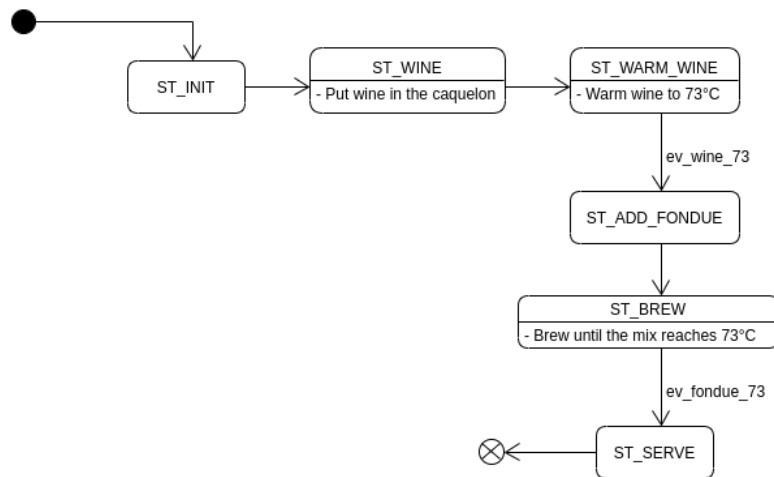 ST_INIT
ST_WINE
- Put wine in the caquelon
ST_WARM_WINE
- Warm wine to 73°C
ev_wine_73
ST_ADD_FONDUE
ST_BREW
- Brew until the mix reaches 73°C
ev_fondue_73
ST_SERVE